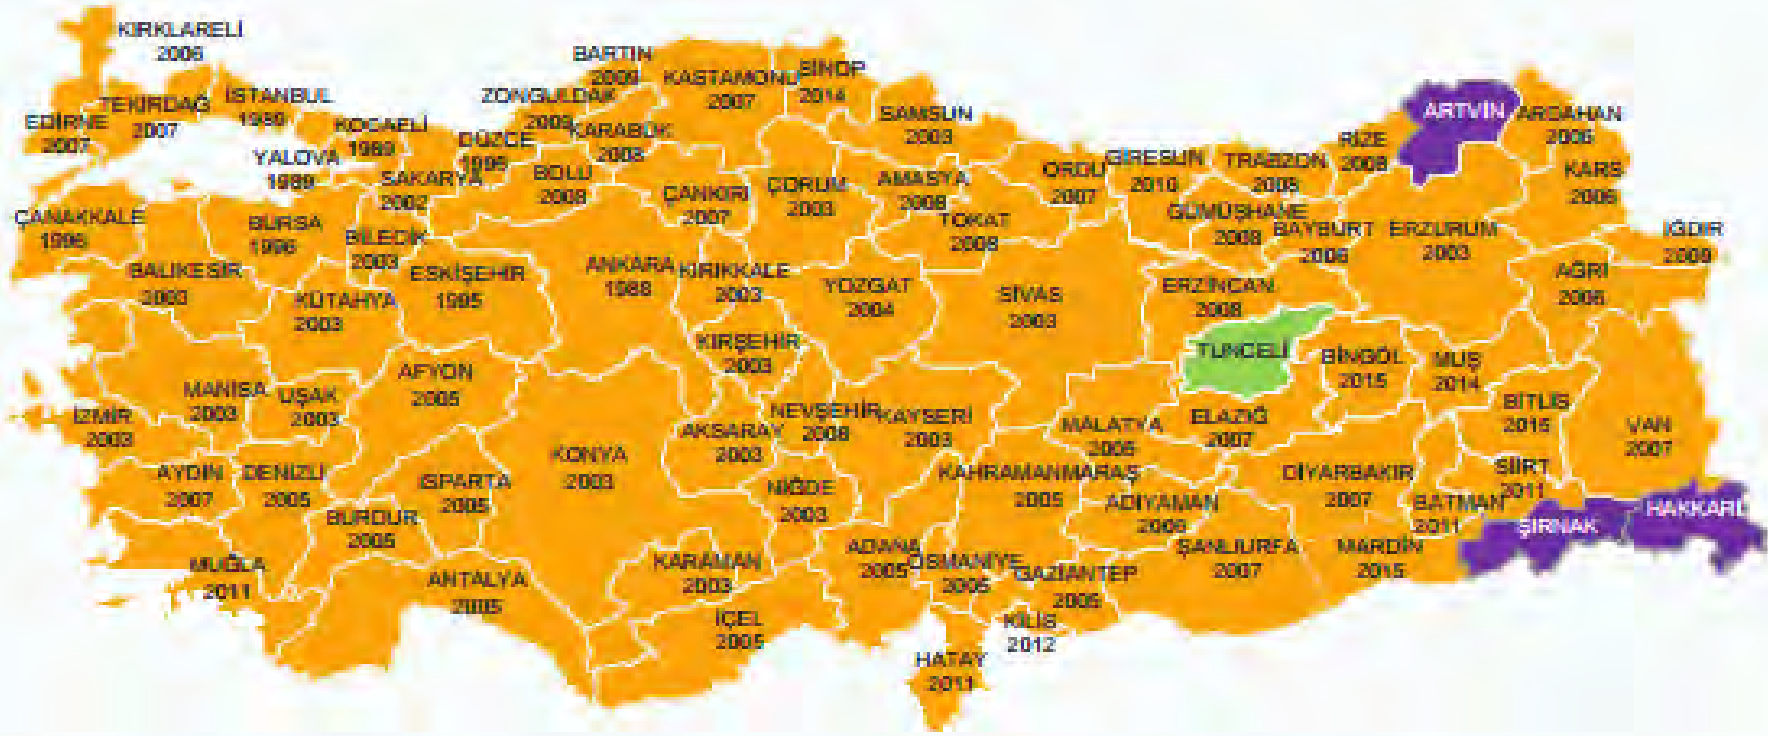 KIRKLARELİ
2006
EDİRNE
2007
TEKİRDAĞ
2007
İSTANBUL
1989
KOCAELİ
1989
YALOVA
1989
SAKARYA
2002
DÜZCE
1996
ZONGULDAK
2003
BARTIN
2009
KARABÜK
2003
KASTAMONU
2007
SİNOP
2014
SAMSUN
2003
BOLU
2008
ÇANKIRI
2007
ÇORUM
2003
AMASYA
2008
TOKAT
2008
ORDU
2007
GİRESUN
2010
TRABZON
2008
RİZE
2008
ARTVİN
ARDAHAN
2006
KARS
2006
GÜMÜŞHANE
2008
BAYBURT
2006
ERZURUM
2003
IĞDIR
2009
AĞRI
2006
ÇANAKKALE
1996
BURSA
1996
BİLECİK
2003
BALIKESİR
2003
KÜTAHYA
2003
ESKİŞEHİR
1995
ANKARA
1988
KIRIKKALE
2003
YOZGAT
2004
SİVAS
2003
ERZİNCAN
2008
TUNCELİ
BİNGÖL
2015
MUŞ
2014
KIRŞEHİR
2003
AFYON
2005
MANİSA
2003
UŞAK
2003
İZMİR
2003
NEVŞEHİR
2008
KAYSERİ
2003
AKSARAY
2003
MALATYA
2006
ELAZIĞ
2007
BİTLİS
2015
VAN
2007
AYDIN
2007
DENİZLİ
2005
ISPARTA
2005
KONYA
2003
NİĞDE
2003
KAHRAMANMARAŞ
2005
ADIYAMAN
2006
DİYARBAKIR
2007
SİİRT
2011
BATMAN
2011
ŞIRNAK
HAKKARİ
BURDUR
2005
MUĞLA
2011
ANTALYA
2005
KARAMAN
2003
ADANA
2005
OSMANİYE
2005
GAZİANTEP
2005
ŞANLIURFA
2007
MARDİN
2015
İÇEL
2005
KİLİS
2012
HATAY
2011